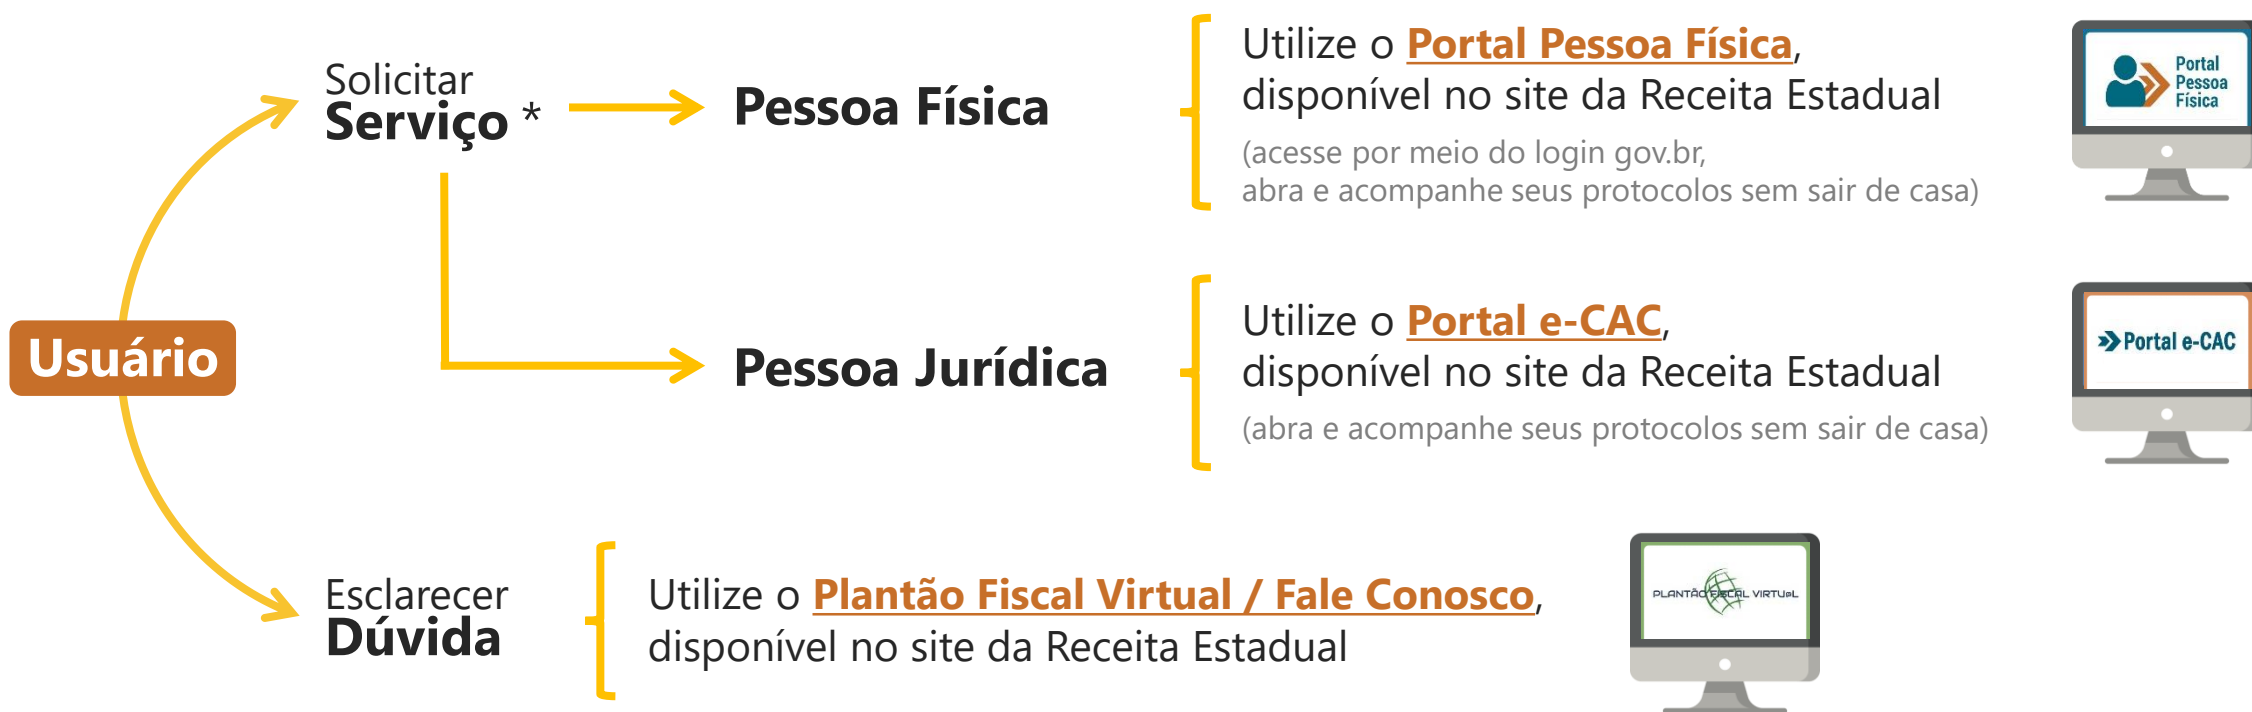 Usuário
Solicitar
Serviço *
Pessoa Física
Utilize o Portal Pessoa Física,
disponível no site da Receita Estadual
(acesse por meio do login gov.br,
abra e acompanhe seus protocolos sem sair de casa)
Portal
Pessoa
Física
Pessoa Jurídica
Utilize o Portal e-CAC,
disponível no site da Receita Estadual
(abra e acompanhe seus protocolos sem sair de casa)
Portal e-CAC
Esclarecer
Dúvida
Utilize o Plantão Fiscal Virtual / Fale Conosco,
disponível no site da Receita Estadual
PLANTÃO FISCAL VIRTU@L